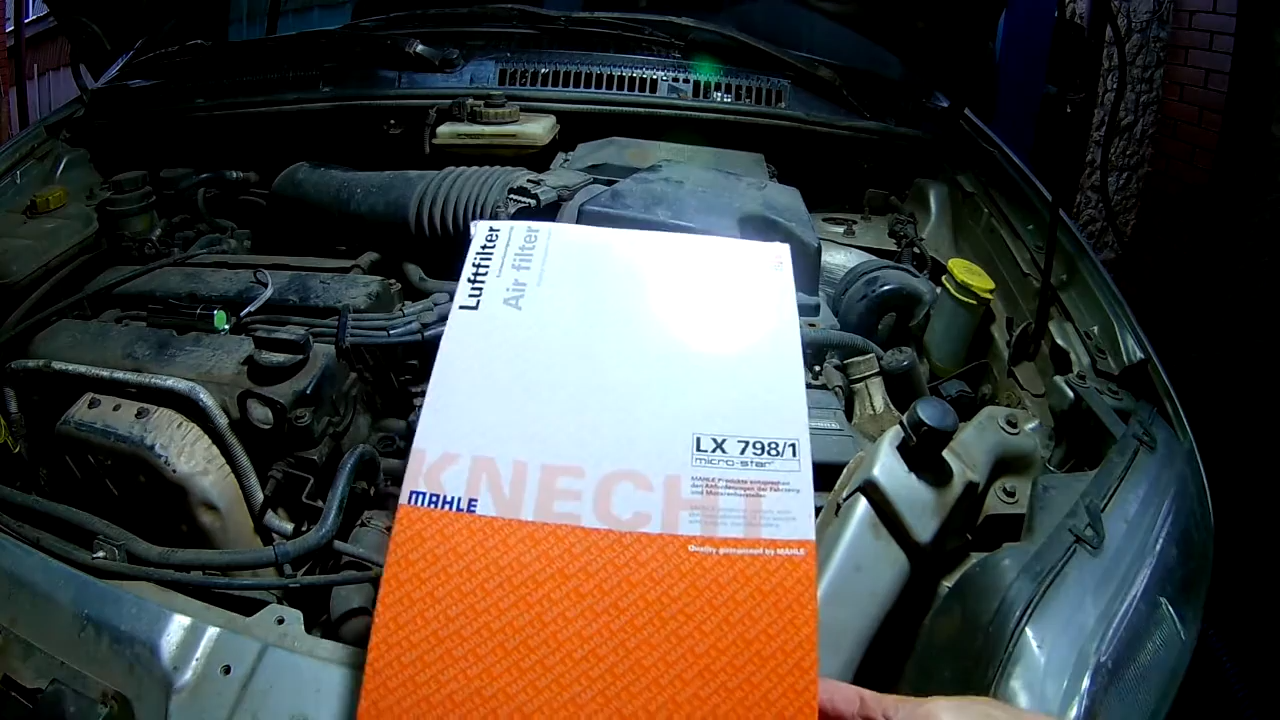 Luftfilter
Air filter
LX 798/1
micro-star
KNECH
MAHLE
MAHLE Produkte entsprechen
den Anforderungen der Fahrzeug
und Motorenhersteller
Quality guaranteed by MAHLE